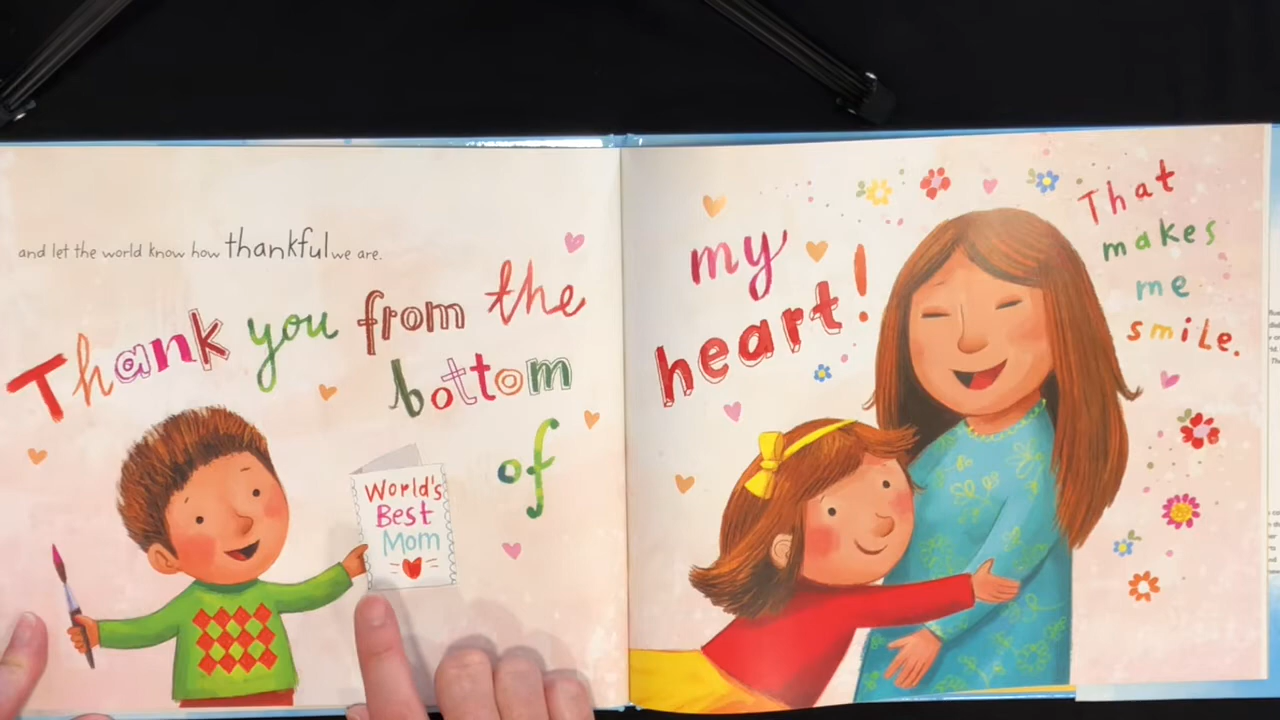 and let the world know how thankful we are.
Thank you from the
bottom
of
World's
Best
Mom
my
heart!
That
makes
me
smile.